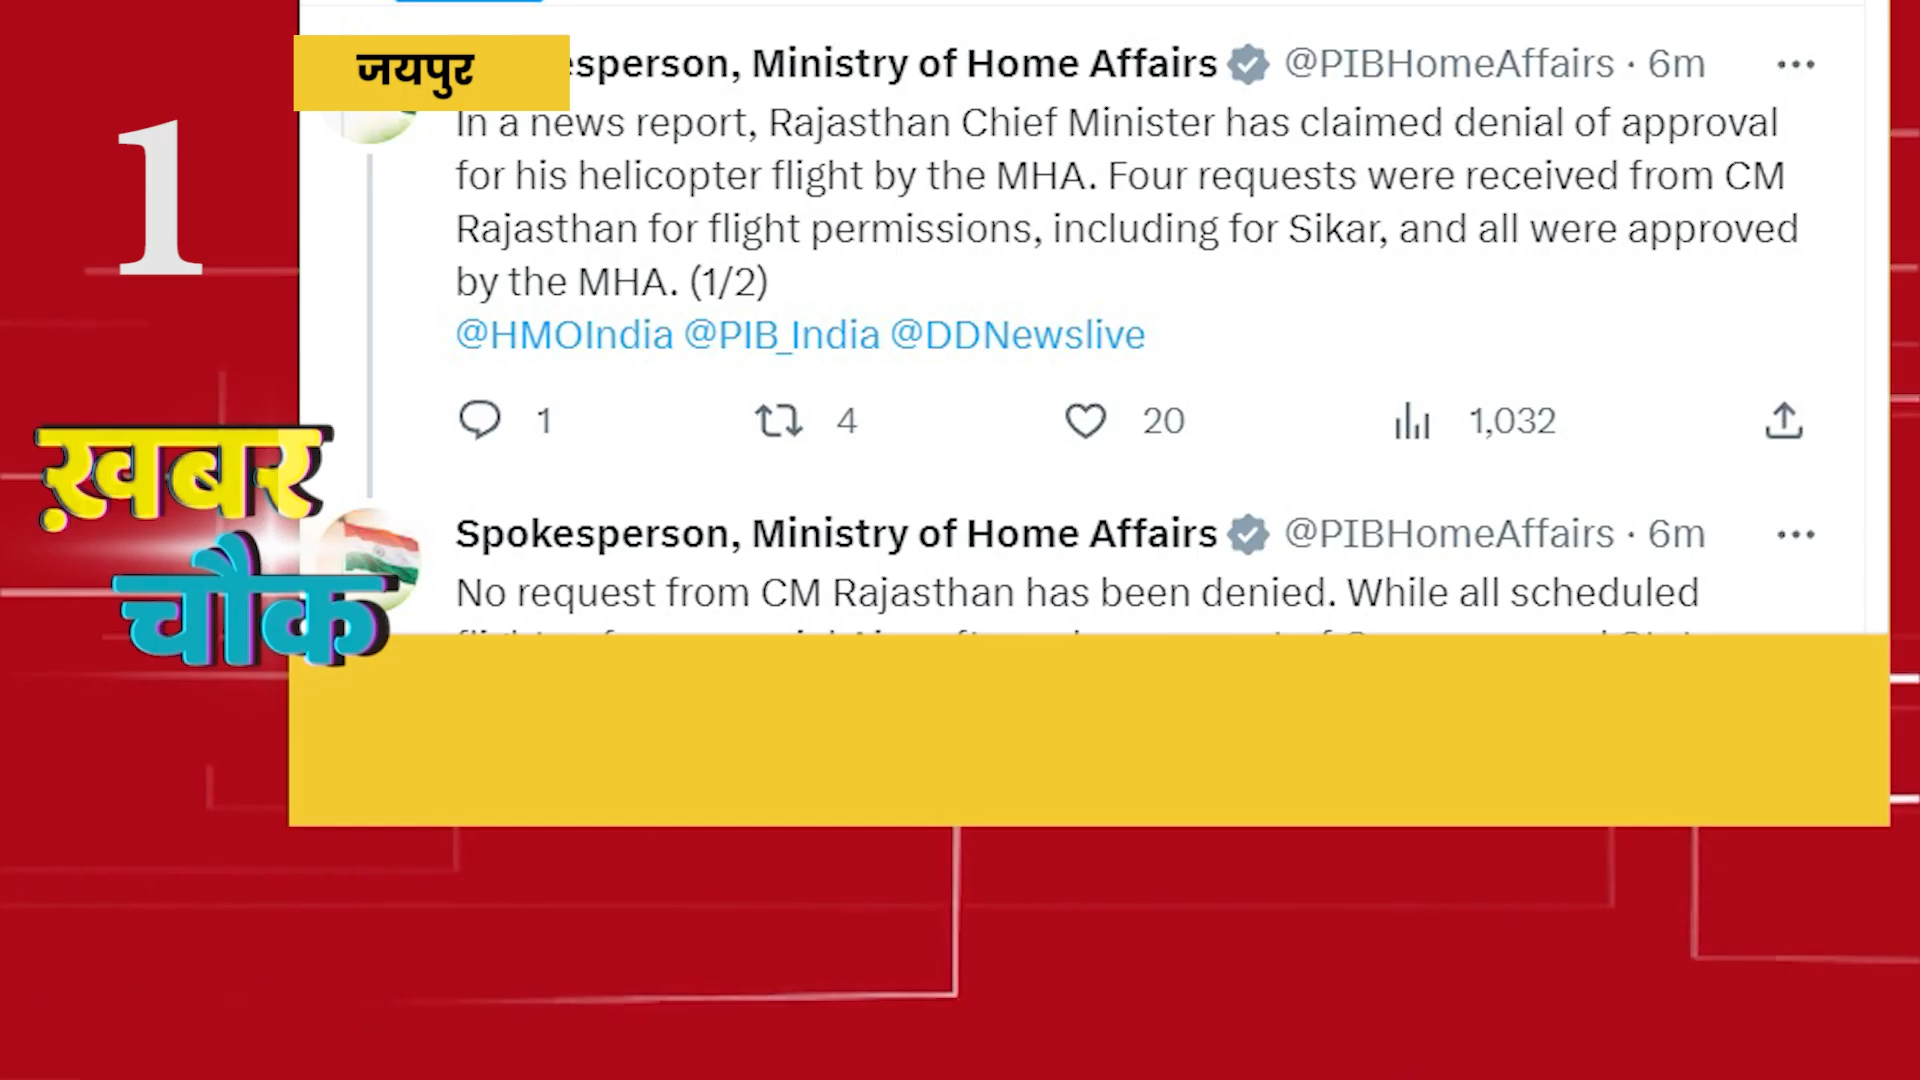 जयपुर
1
esperson, Ministry of Home Affairs @PIBHomeAffairs · 6m
In a news report, Rajasthan Chief Minister has claimed denial of approval
for his helicopter flight by the MHA. Four requests were received from CM
Rajasthan for flight permissions, including for Sikar, and all were approved
by the MHA. (1/2)
@HMOIndia @PIB_India @DDNewslive
1 4 20 1,032
ख़बर
चौक
Spokesperson, Ministry of Home Affairs @PIBHomeAffairs · 6m
No request from CM Rajasthan has been denied. While all scheduled